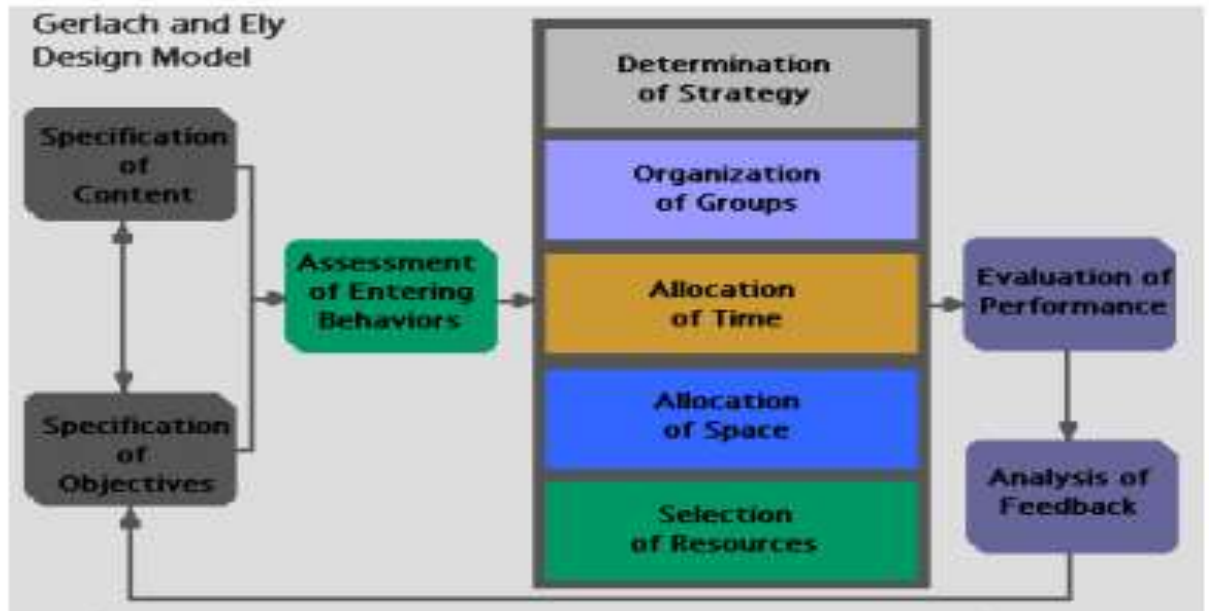 Gerlach and Ely
Design Model
Specification
of
Content
Specification
of
Objectives
Assessment
of Entering
Behaviors
Determination
of Strategy
Organization
of Groups
Allocation
of Time
Allocation
of Space
Selection
of Resources
Evaluation of
Performance
Analysis of
Feedback